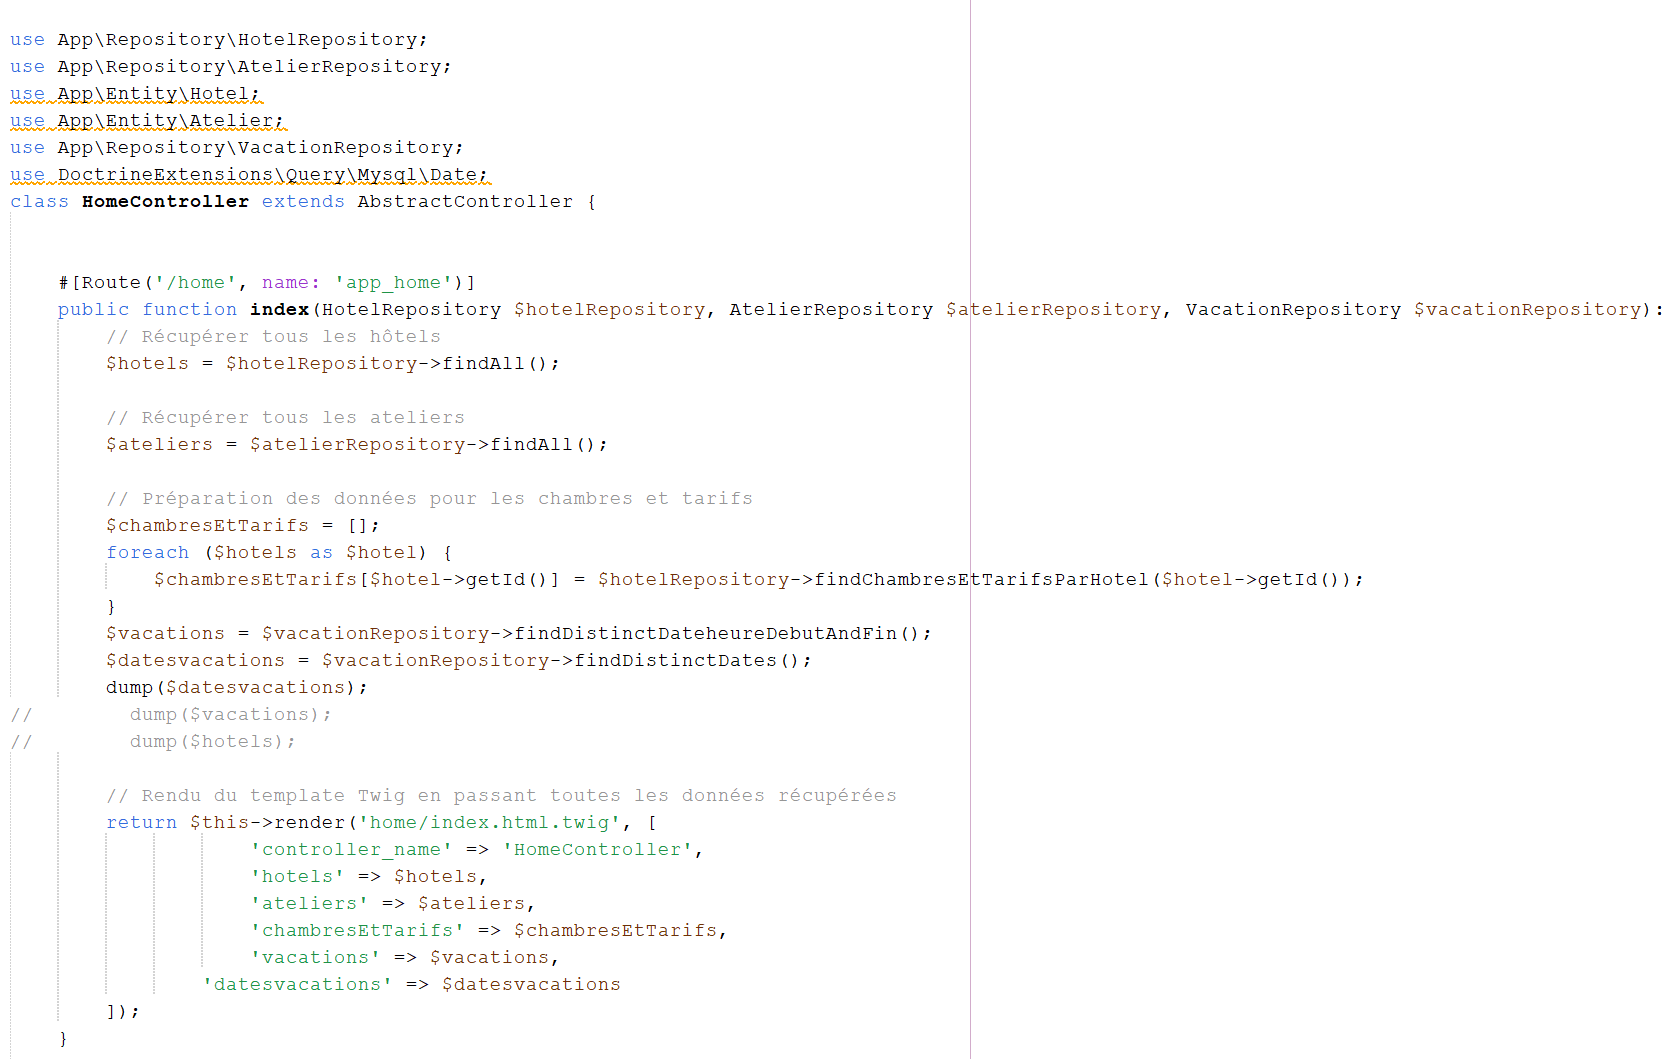 use App\Repository\HotelRepository;
use App\Repository\AtelierRepository;
use App\Entity\Hotel;
use App\Entity\Atelier;
use App\Repository\VacationRepository;
use DoctrineExtensions\Query\Mysql\Date;
class HomeController extends AbstractController {
#[Route('/home', name: 'app_home')]
public function index(HotelRepository $hotelRepository, AtelierRepository $atelierRepository, VacationRepository $vacationRepository):
// Récupérer tous les hôtels
$hotels = $hotelRepository->findAll();
// Récupérer tous les ateliers
$ateliers = $atelierRepository->findAll();
// Préparation des données pour les chambres et tarifs
$chambresEtTarifs = [];
foreach ($hotels as $hotel) {
$chambresEtTarifs[$hotel->getId()] = $hotelRepository->findChambresEtTarifsParHotel($hotel->getId());
}
$vacations = $vacationRepository->findDistinctDateheureDebutAndFin();
$datesvacations = $vacationRepository->findDistinctDates();
dump($datesvacations);
//        dump($vacations);
//        dump($hotels);
// Rendu du template Twig en passant toutes les données récupérées
return $this->render('home/index.html.twig', [
'controller_name' => 'HomeController',
'hotels' => $hotels,
'ateliers' => $ateliers,
'chambresEtTarifs' => $chambresEtTarifs,
'vacations' => $vacations,
'datesvacations' => $datesvacations
]);
}